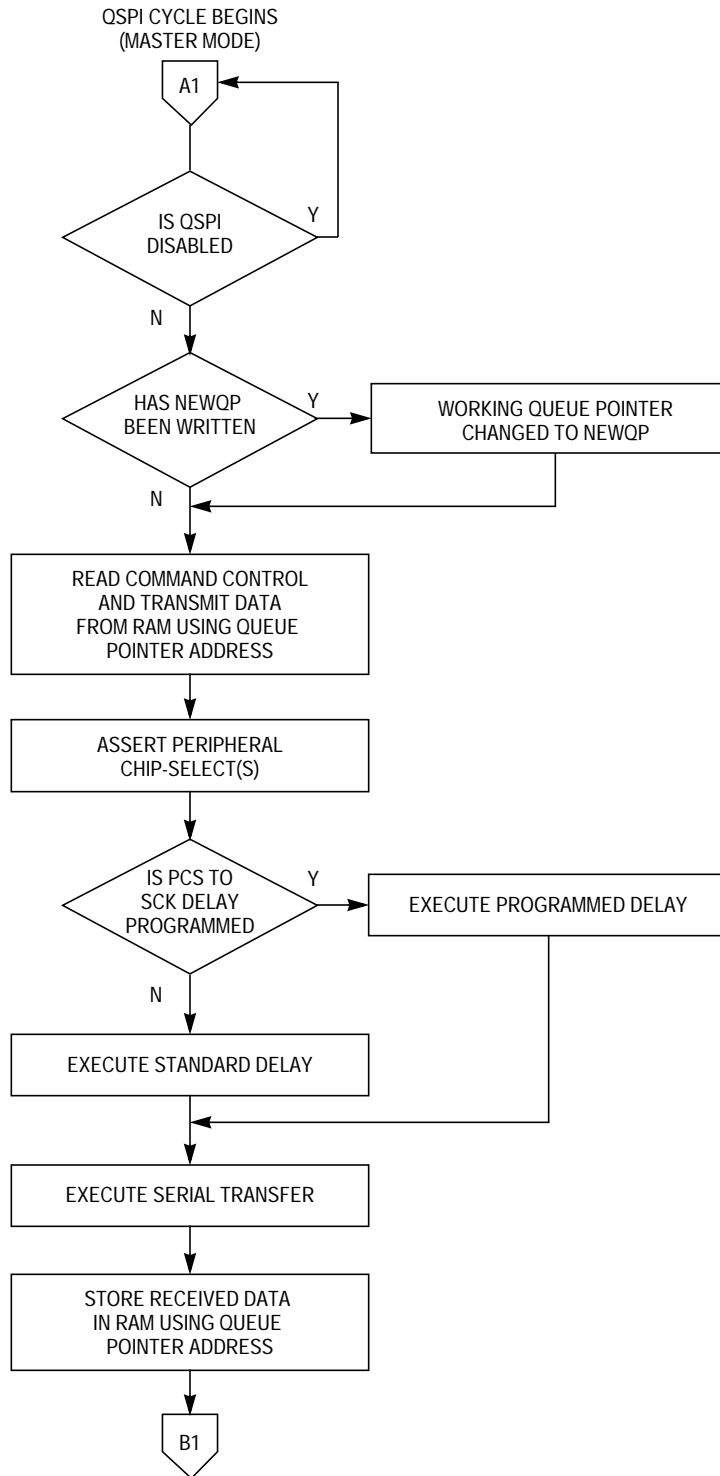 QSPI CYCLE BEGINS
(MASTER MODE)
A1
IS QSPI
DISABLED
Y
N
HAS NEWQP
BEEN WRITTEN
Y
WORKING QUEUE POINTER
CHANGED TO NEWQP
N
READ COMMAND CONTROL
AND TRANSMIT DATA
FROM RAM USING QUEUE
POINTER ADDRESS
ASSERT PERIPHERAL
CHIP-SELECT(S)
IS PCS TO
SCK DELAY
PROGRAMMED
Y
EXECUTE PROGRAMMED DELAY
N
EXECUTE STANDARD DELAY
EXECUTE SERIAL TRANSFER
STORE RECEIVED DATA
IN RAM USING QUEUE
POINTER ADDRESS
B1